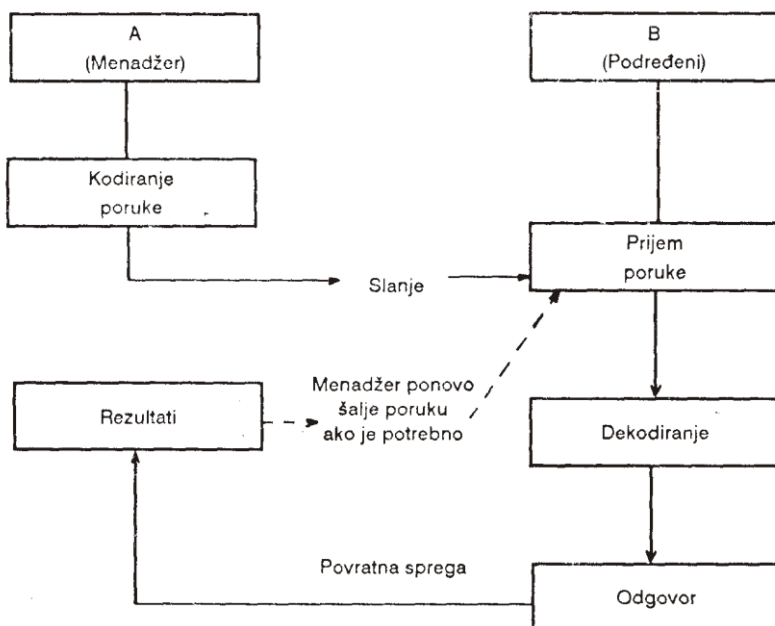 A
(Menadžer)
B
(Podređeni)
Kodiranje
poruke
Prijem
poruke
Slanje
Menadžer ponovo
šalje poruku
ako je potrebno
Rezultati
Dekodiranje
Povratna sprega
Odgovor